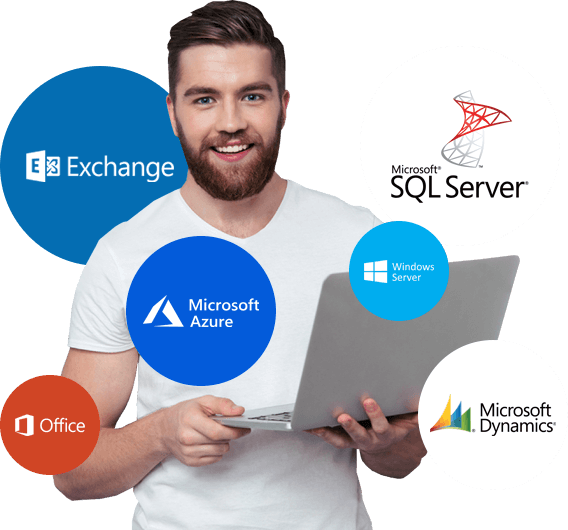 Exchange
Microsoft®
SQL Server®
Windows
Server
Microsoft
Azure
Office
Microsoft
Dynamics®